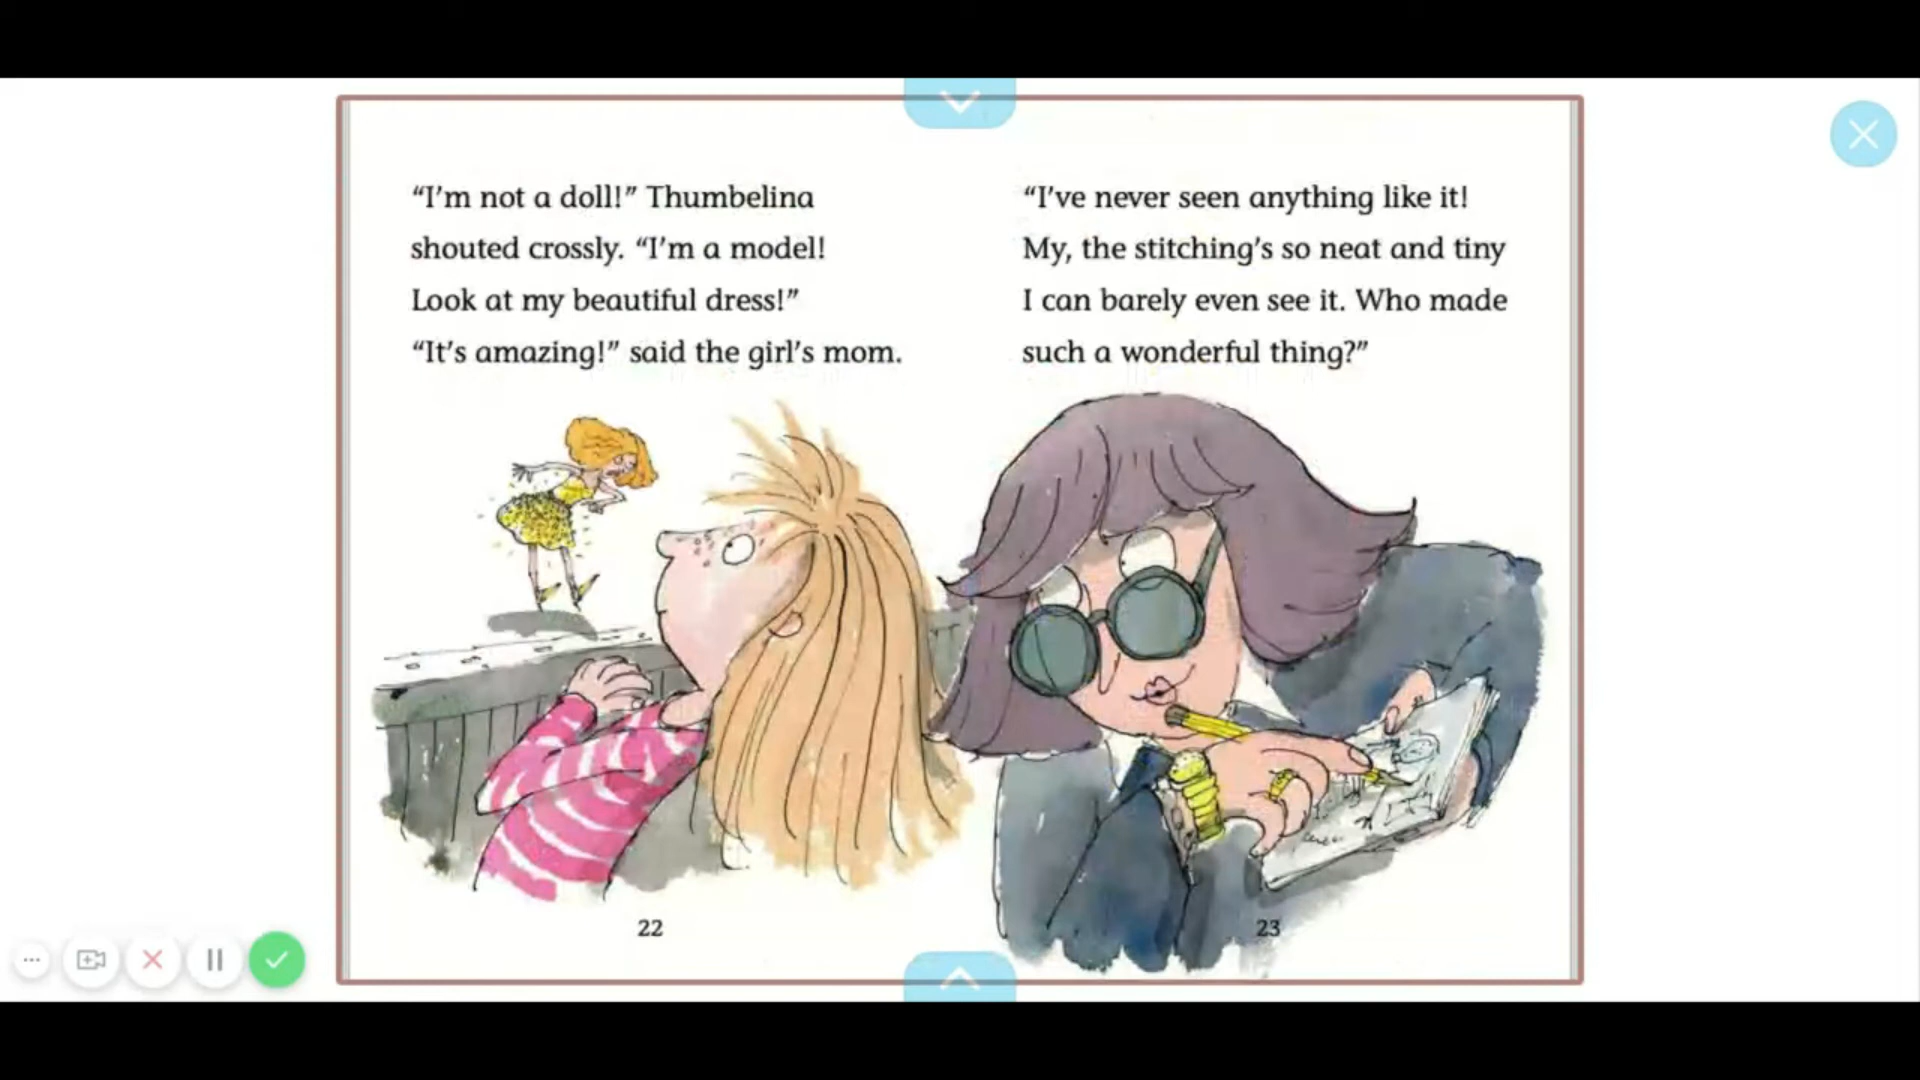 “I’m not a doll!” Thumbelina
shouted crossly. “I’m a model!
Look at my beautiful dress!”
“It’s amazing!” said the girl’s mom.
22
“I’ve never seen anything like it!
My, the stitching’s so neat and tiny
I can barely even see it. Who made
such a wonderful thing?”
23